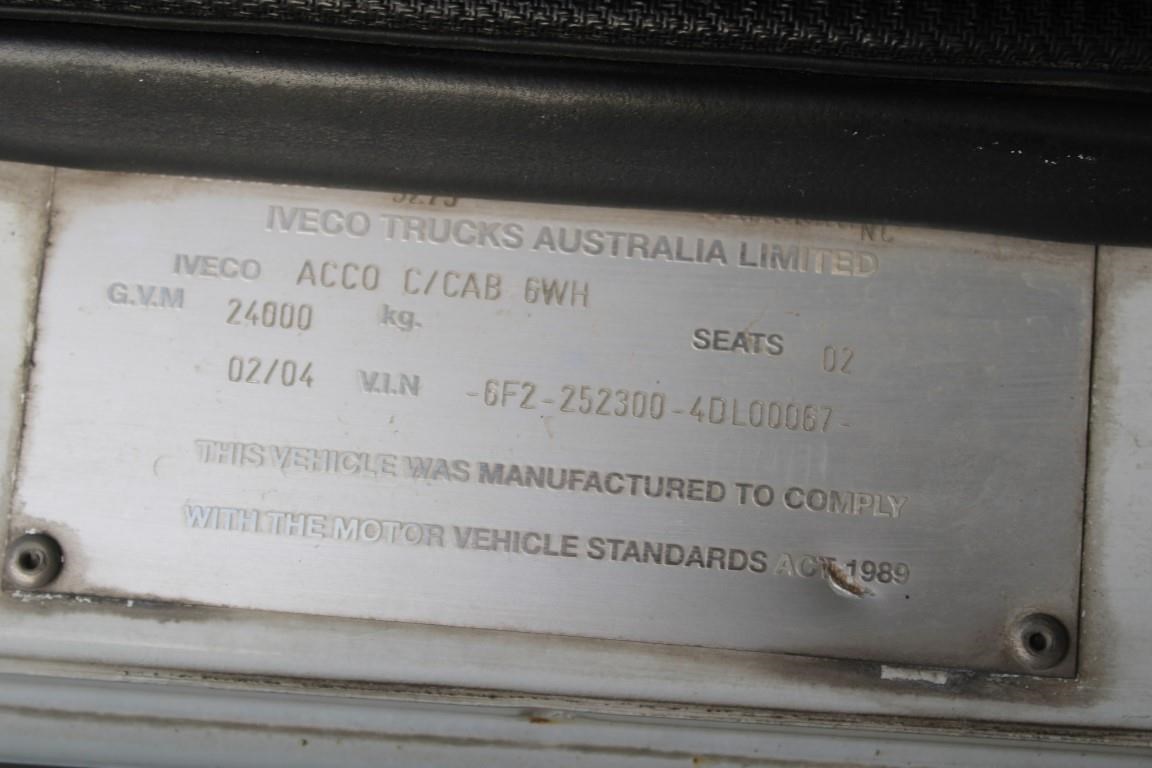 IVECO TRUCKS AUSTRALIA LIMITED
IVECO ACCO C/CAB 6WH
G.V.M 24000 kg. SEATS 02
02/04 V.I.N -6F2-252300-4DL00067-
THIS VEHICLE WAS MANUFACTURED TO COMPLY
WITH THE MOTOR VEHICLE STANDARDS ACT 1989